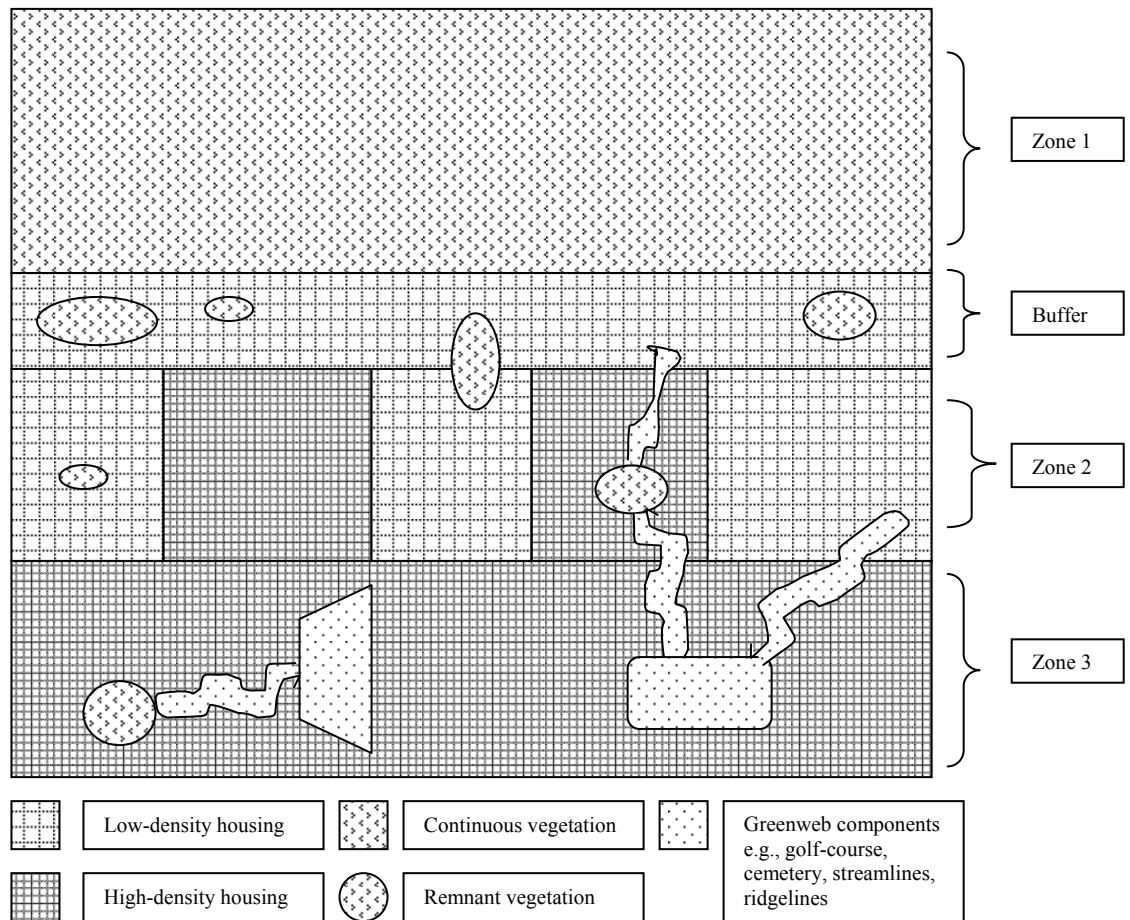 Zone 1
Buffer
Zone 2
Zone 3
Low-density housing
Continuous vegetation
Greenweb components
e.g., golf-course,
cemetery, streamlines,
ridgelines
High-density housing
Remnant vegetation